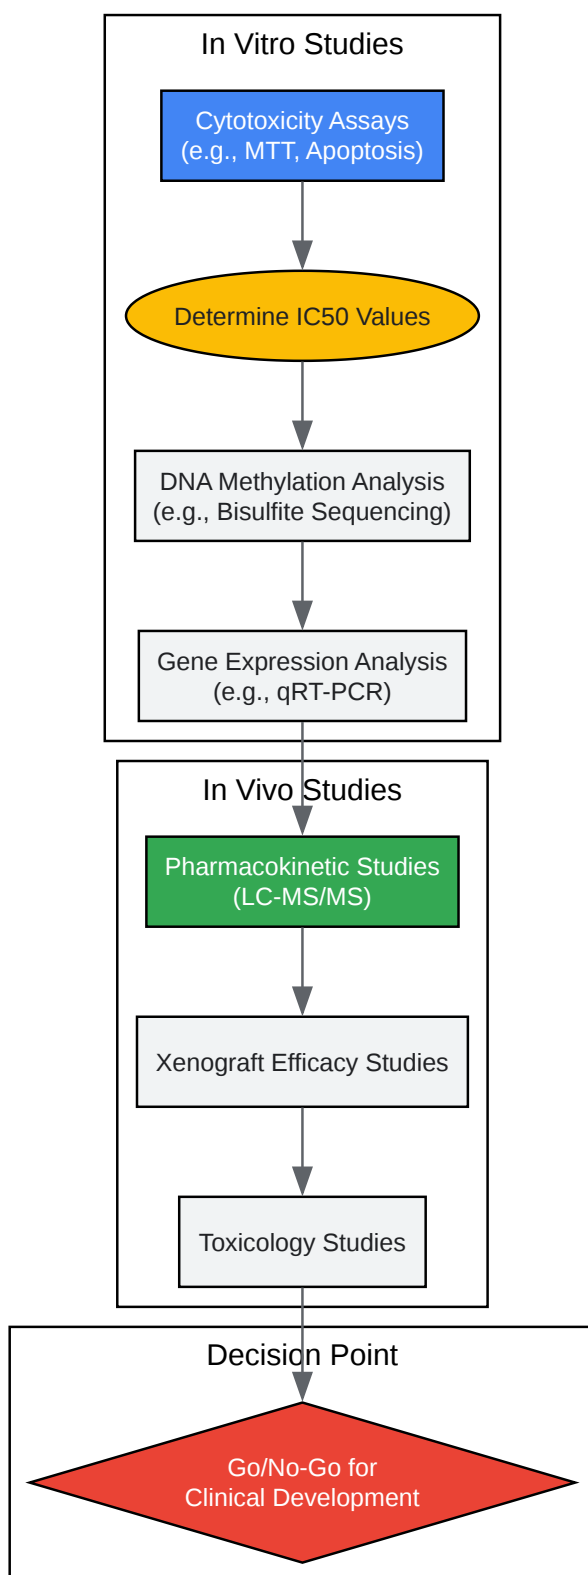 In Vitro Studies
Cytotoxicity Assays
(e.g., MTT, Apoptosis)
Determine IC50 Values
DNA Methylation Analysis
(e.g., Bisulfite Sequencing)
Gene Expression Analysis
(e.g., qRT-PCR)
In Vivo Studies
Pharmacokinetic Studies
(LC-MS/MS)
Xenograft Efficacy Studies
Toxicology Studies
Decision Point
Go/No-Go for
Clinical Development